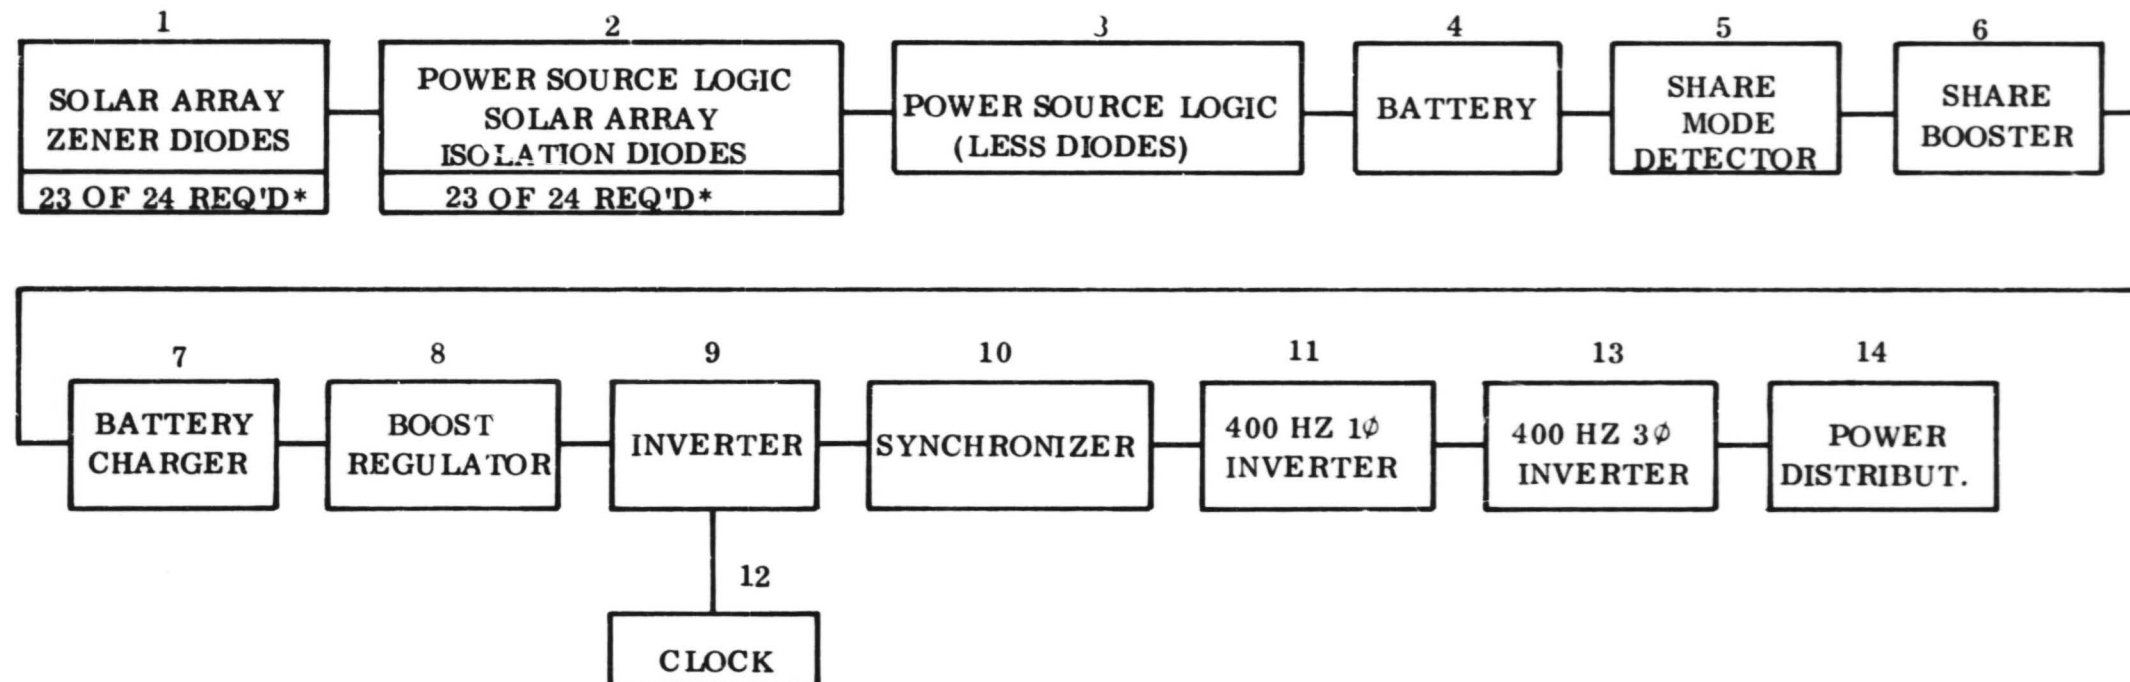 1
SOLAR ARRAY
ZENER DIODES
23 OF 24 REQ'D*
2
POWER SOURCE LOGIC
SOLAR ARRAY
ISOLATION DIODES
23 OF 24 REQ'D*
3
POWER SOURCE LOGIC
(LESS DIODES)
4
BATTERY
5
SHARE
MODE
DETECTOR
6
SHARE
BOOSTER
7
BATTERY
CHARGER
8
BOOST
REGULATOR
9
INVERTER
10
SYNCHRONIZER
11
400 HZ 1φ
INVERTER
13
400 HZ 3φ
INVERTER
14
POWER
DISTRIBUT.
12
CLOCK